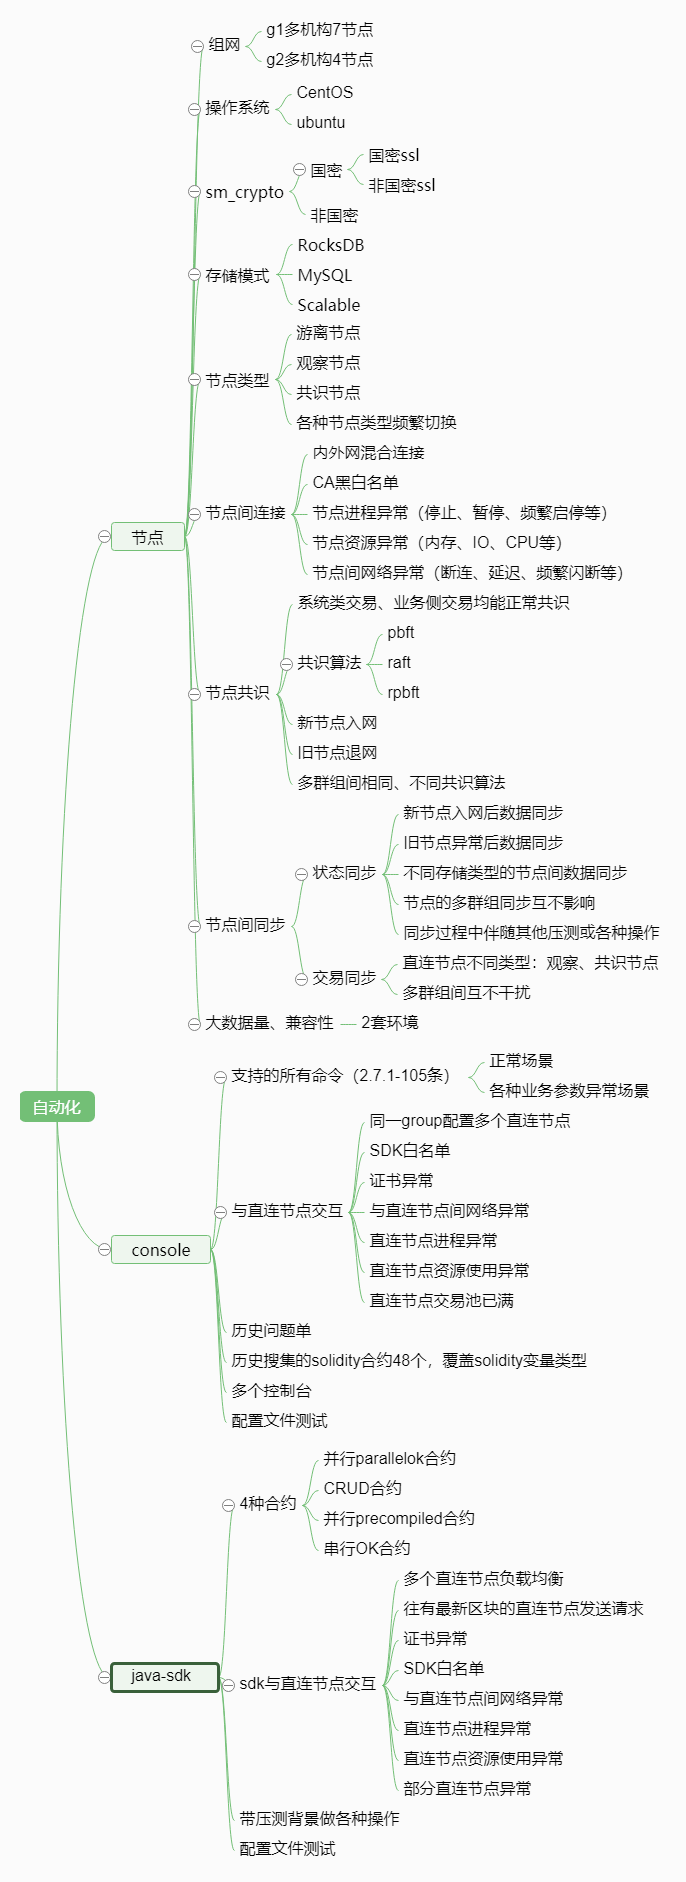 组网
g1多机构7节点
g2多机构4节点
操作系统
CentOS
ubuntu
sm_crypto
国密
国密ssl
非国密ssl
非国密
存储模式
RocksDB
MySQL
Scalable
节点类型
游离节点
观察节点
共识节点
各种节点类型频繁切换
节点
节点间连接
内外网混合连接
CA黑白名单
节点进程异常（停止、暂停、频繁启停等）
节点资源异常（内存、IO、CPU等）
节点间网络异常（断连、延迟、频繁闪断等）
节点共识
系统类交易、业务侧交易均能正常共识
共识算法
pbft
raft
rpbft
新节点入网
旧节点退网
多群组间相同、不同共识算法
节点间同步
状态同步
新节点入网后数据同步
旧节点异常后数据同步
不同存储类型的节点间数据同步
节点的多群组同步互不影响
同步过程中伴随其他压测或各种操作
交易同步
直连节点不同类型：观察、共识节点
多群组间互不干扰
大数据量、兼容性
2套环境
自动化
console
支持的所有命令（2.7.1-105条）
正常场景
各种业务参数异常场景
与直连节点交互
同一group配置多个直连节点
SDK白名单
证书异常
与直连节点间网络异常
直连节点进程异常
直连节点资源使用异常
直连节点交易池已满
历史问题单
历史搜集的solidity合约48个，覆盖solidity变量类型
多个控制台
配置文件测试
java-sdk
4种合约
并行parallelok合约
CRUD合约
并行precompiled合约
串行OK合约
sdk与直连节点交互
多个直连节点负载均衡
往有最新区块的直连节点发送请求
证书异常
SDK白名单
与直连节点间网络异常
直连节点进程异常
直连节点资源使用异常
部分直连节点异常
带压测背景做各种操作
配置文件测试